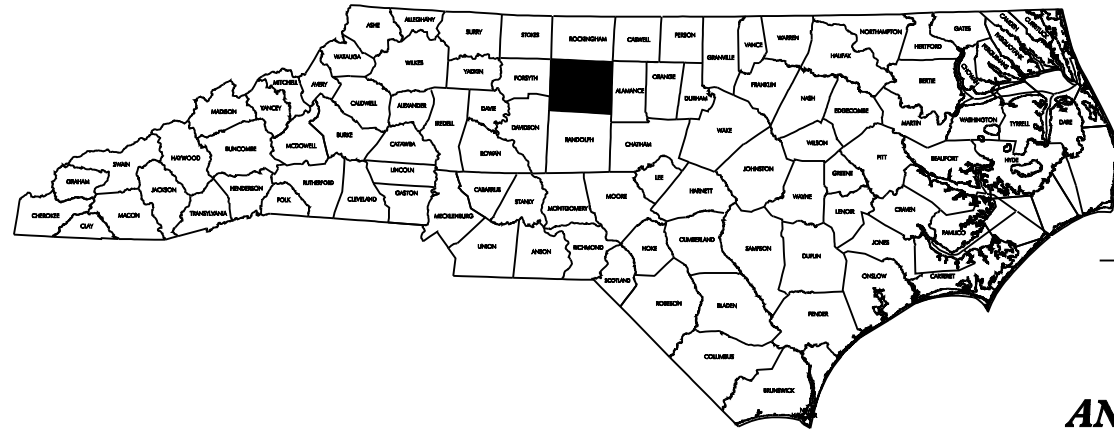 ASHE
ALLEGHANY
SURRY
STOKES
ROCKINGHAM
CASWELL
PERSON
GRANVILLE
VANCE
WARREN
NORTHAMPTON
GATES
CAMDEN
CURRITUCK
HERTFORD
HALIFAX
WATAUGA
WILKES
YADKIN
FORSYTH
ALAMANCE
ORANGE
DURHAM
FRANKLIN
NASH
EDGECOMBE
BERTIE
MARTIN
WASHINGTON
TYRRELL
DARE
MITCHELL
AVERY
CALDWELL
ALEXANDER
IREDELL
DAVIE
DAVIDSON
RANDOLPH
CHATHAM
WAKE
WILSON
PITT
BEAUFORT
HYDE
MADISON
YANCEY
BURKE
MCDOWELL
CATAWBA
ROWAN
BUNCOMBE
HAYWOOD
SWAIN
GRAHAM
JACKSON
HENDERSON
RUTHERFORD
LINCOLN
GASTON
CLEVELAND
CABARRUS
STANLY
MONTGOMERY
MOORE
LEE
HARNETT
JOHNSTON
WAYNE
GREENE
LENOIR
CRAVEN
PAMLICO
CHEROKEE
CLAY
MACON
TRANSYLVANIA
POLK
MECKLENBURG
UNION
ANSON
RICHMOND
SCOTLAND
HOKE
CUMBERLAND
SAMPSON
DUPLIN
JONES
ONSLOW
CARTERET
ROBESON
BLADEN
PENDER
COLUMBUS
BRUNSWICK
AN